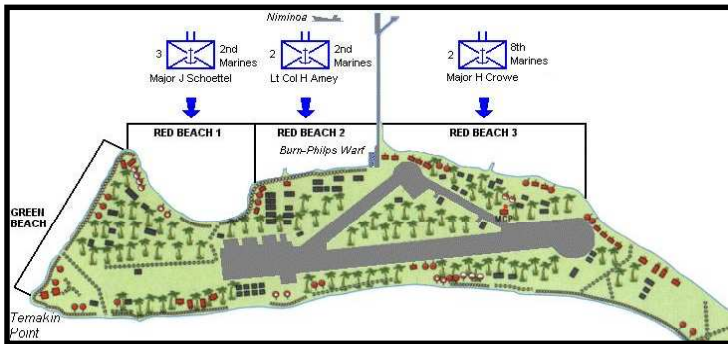 Niminoa
3
2nd
Marines
Major J Schoettel
2
2nd
Marines
Lt Col H Amey
2
8th
Marines
Major H Crowe
RED BEACH 1
RED BEACH 2
RED BEACH 3
Burn-Philps Warf
GREEN
BEACH
MCP
Temakin
Point